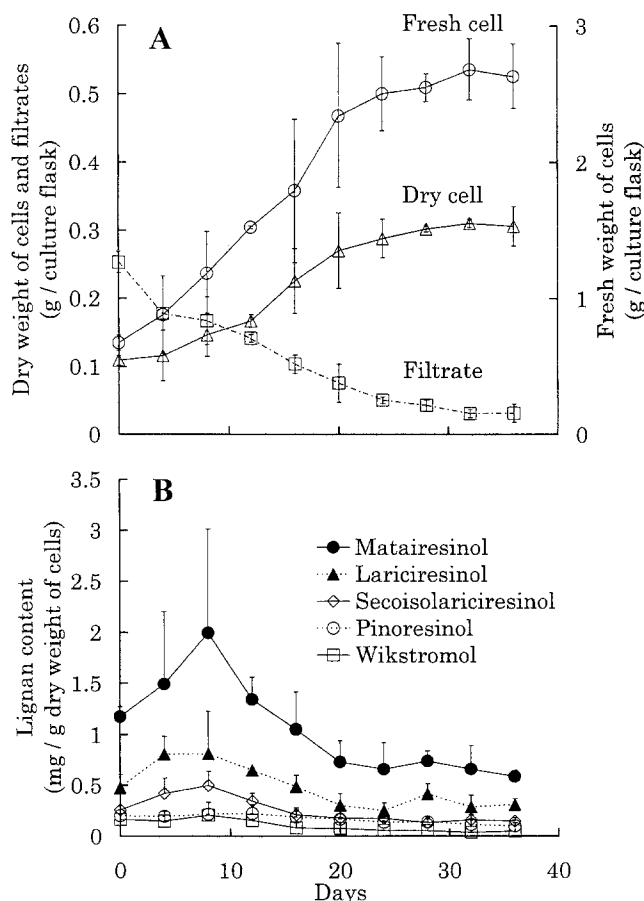 A
Fresh cell
Dry cell
Filtrate
0.6
0.5
0.4
0.3
0.2
0.1
0
3
2
1
0
Dry weight of cells and filtrates
(g / culture flask)
Fresh weight of cells
(g / culture flask)
B
3.5
3
2.5
2
1.5
1
0.5
0
Lignan content
(mg / g dry weight of cells)
Matairesinol
Lariciresinol
Secoisolariciresinol
Pinoresinol
Wikstromol
0 10 20 30 40
Days